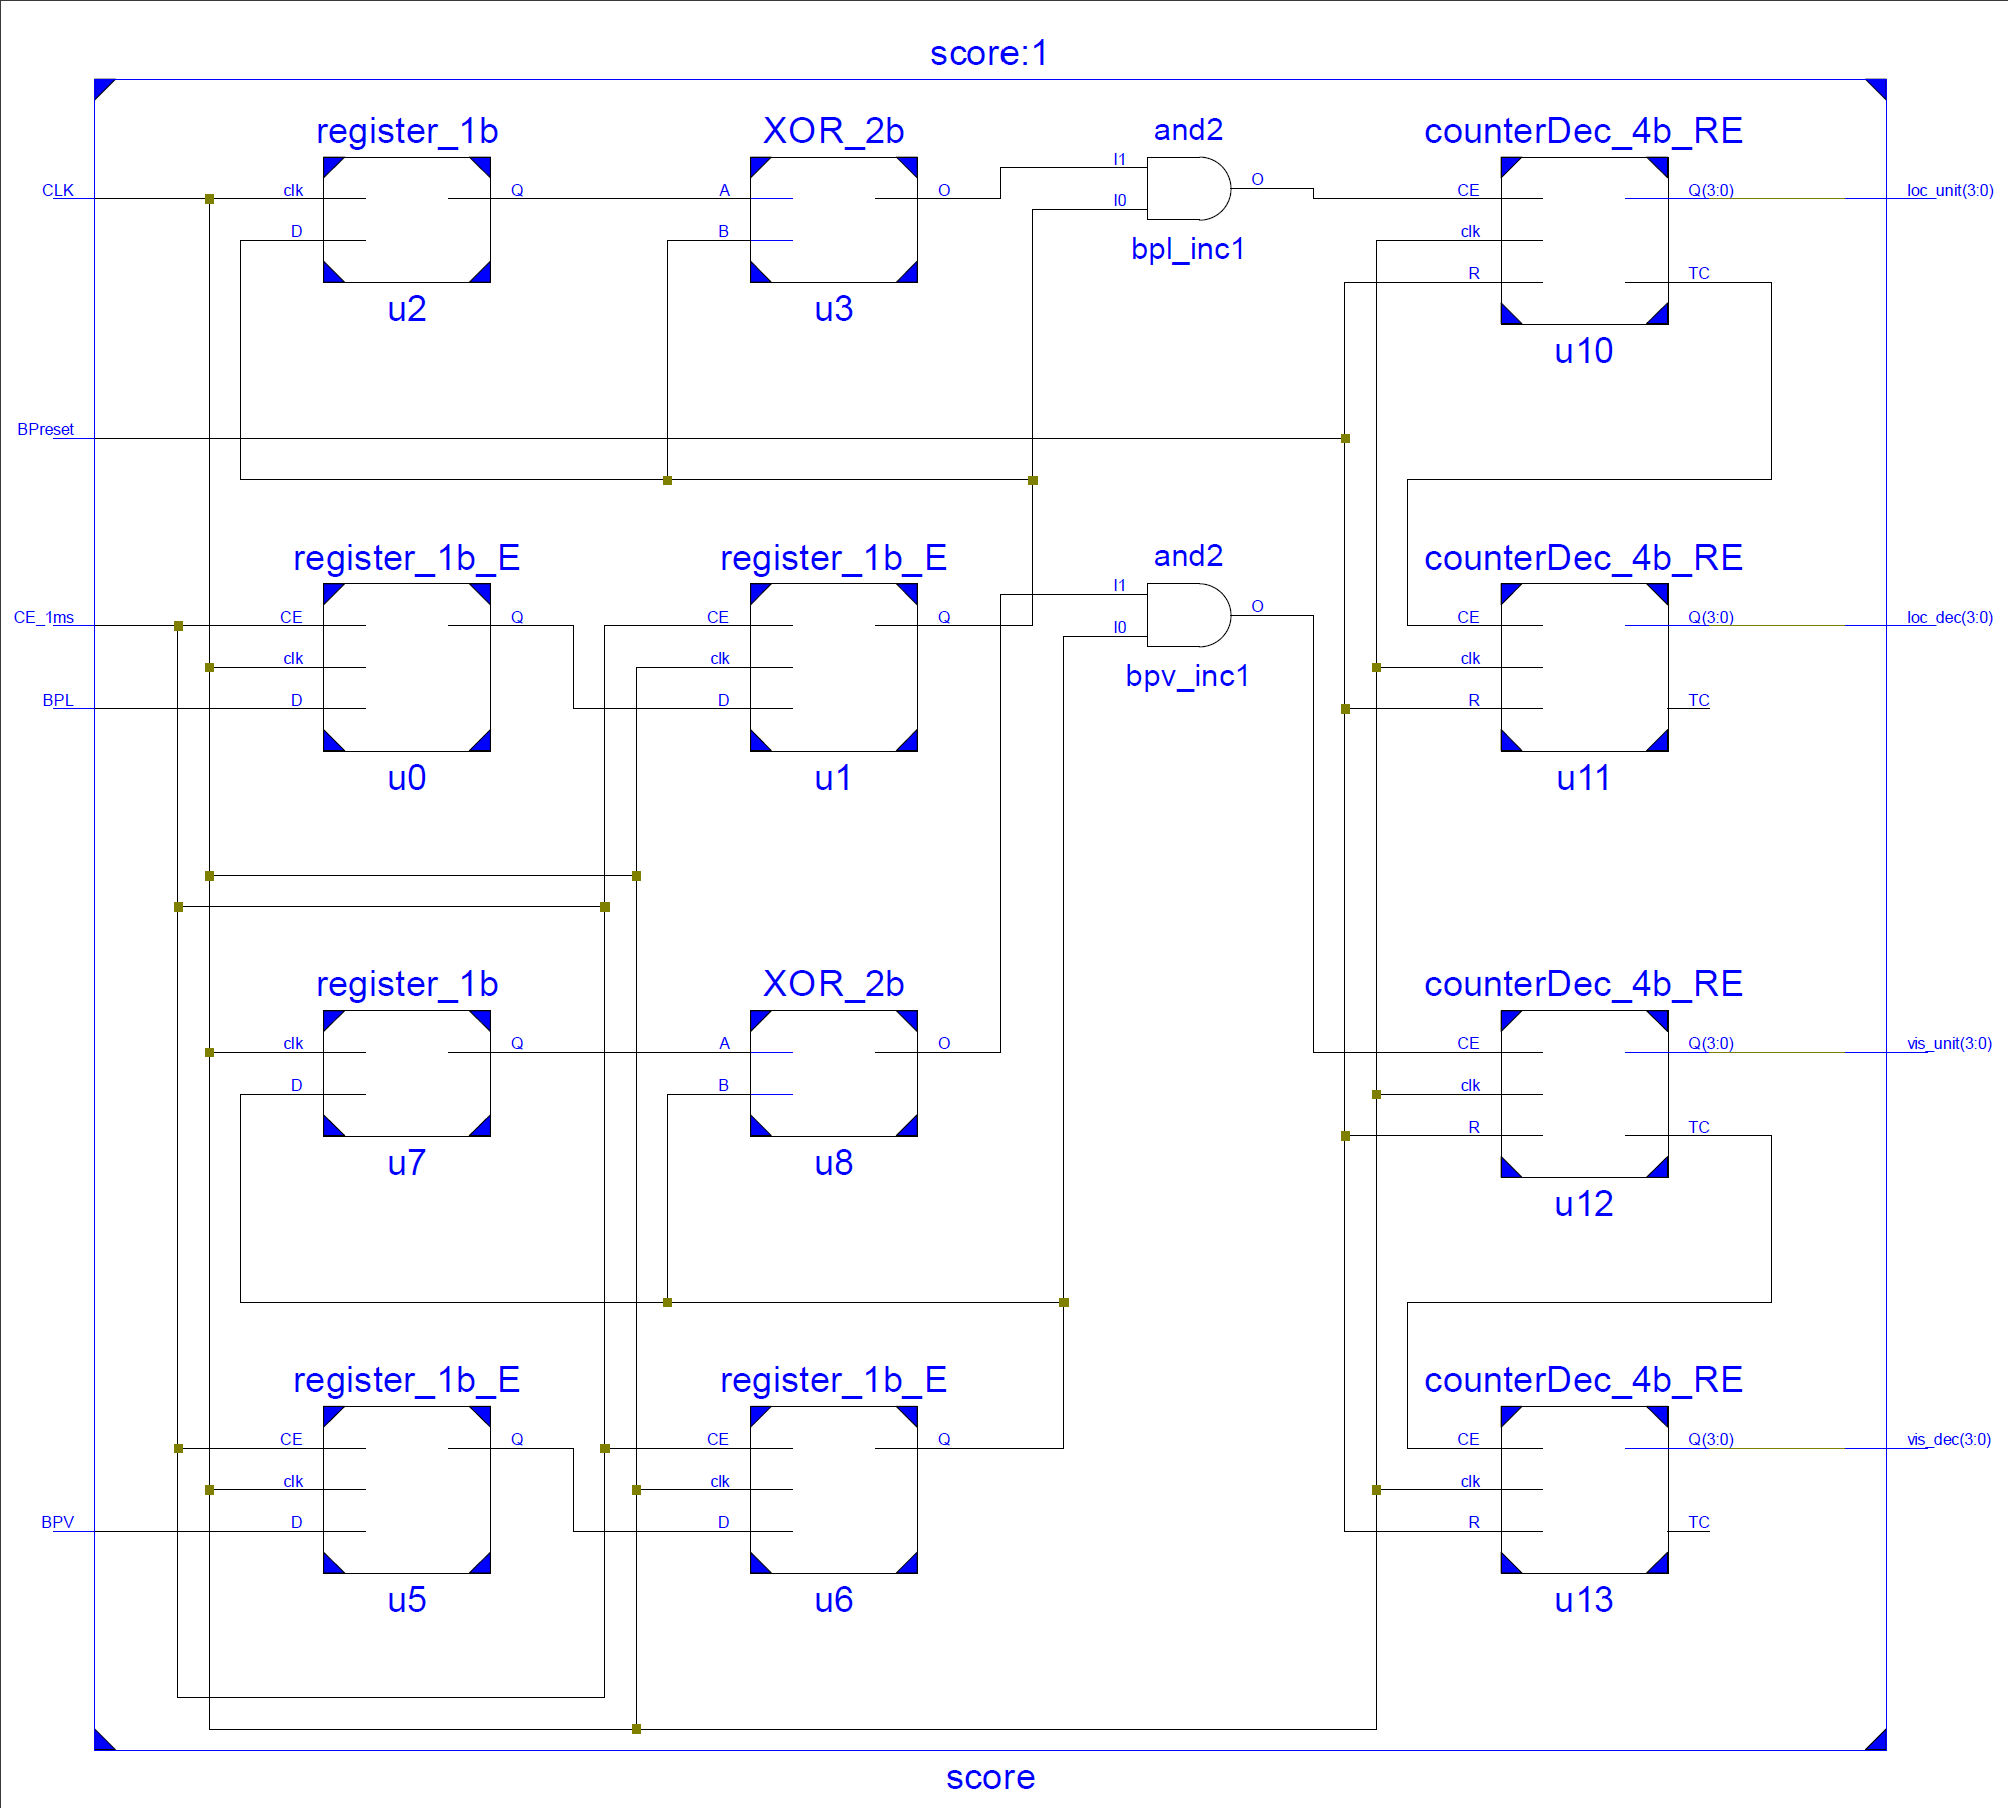 score:1
register_1b
XOR_2b
and2
counterDec_4b_RE
CLK
clk
Q
A
O
I1
O
CE
Q(3:0)
loc_unit(3:0)
D
B
I0
clk
R
TC
bpl_inc1
u2
u3
u10
BPreset
register_1b_E
register_1b_E
and2
counterDec_4b_RE
CE_1ms
CE
Q
CE
Q
I1
O
CE
Q(3:0)
loc_dec(3:0)
clk
clk
I0
clk
BPL
D
D
R
TC
bpv_inc1
u0
u1
u11
register_1b
XOR_2b
counterDec_4b_RE
clk
Q
A
O
CE
Q(3:0)
vis_unit(3:0)
D
B
clk
R
TC
u7
u8
u12
register_1b_E
register_1b_E
counterDec_4b_RE
CE
Q
CE
Q
CE
Q(3:0)
vis_dec(3:0)
clk
clk
clk
BPV
D
D
R
TC
u5
u6
u13
score